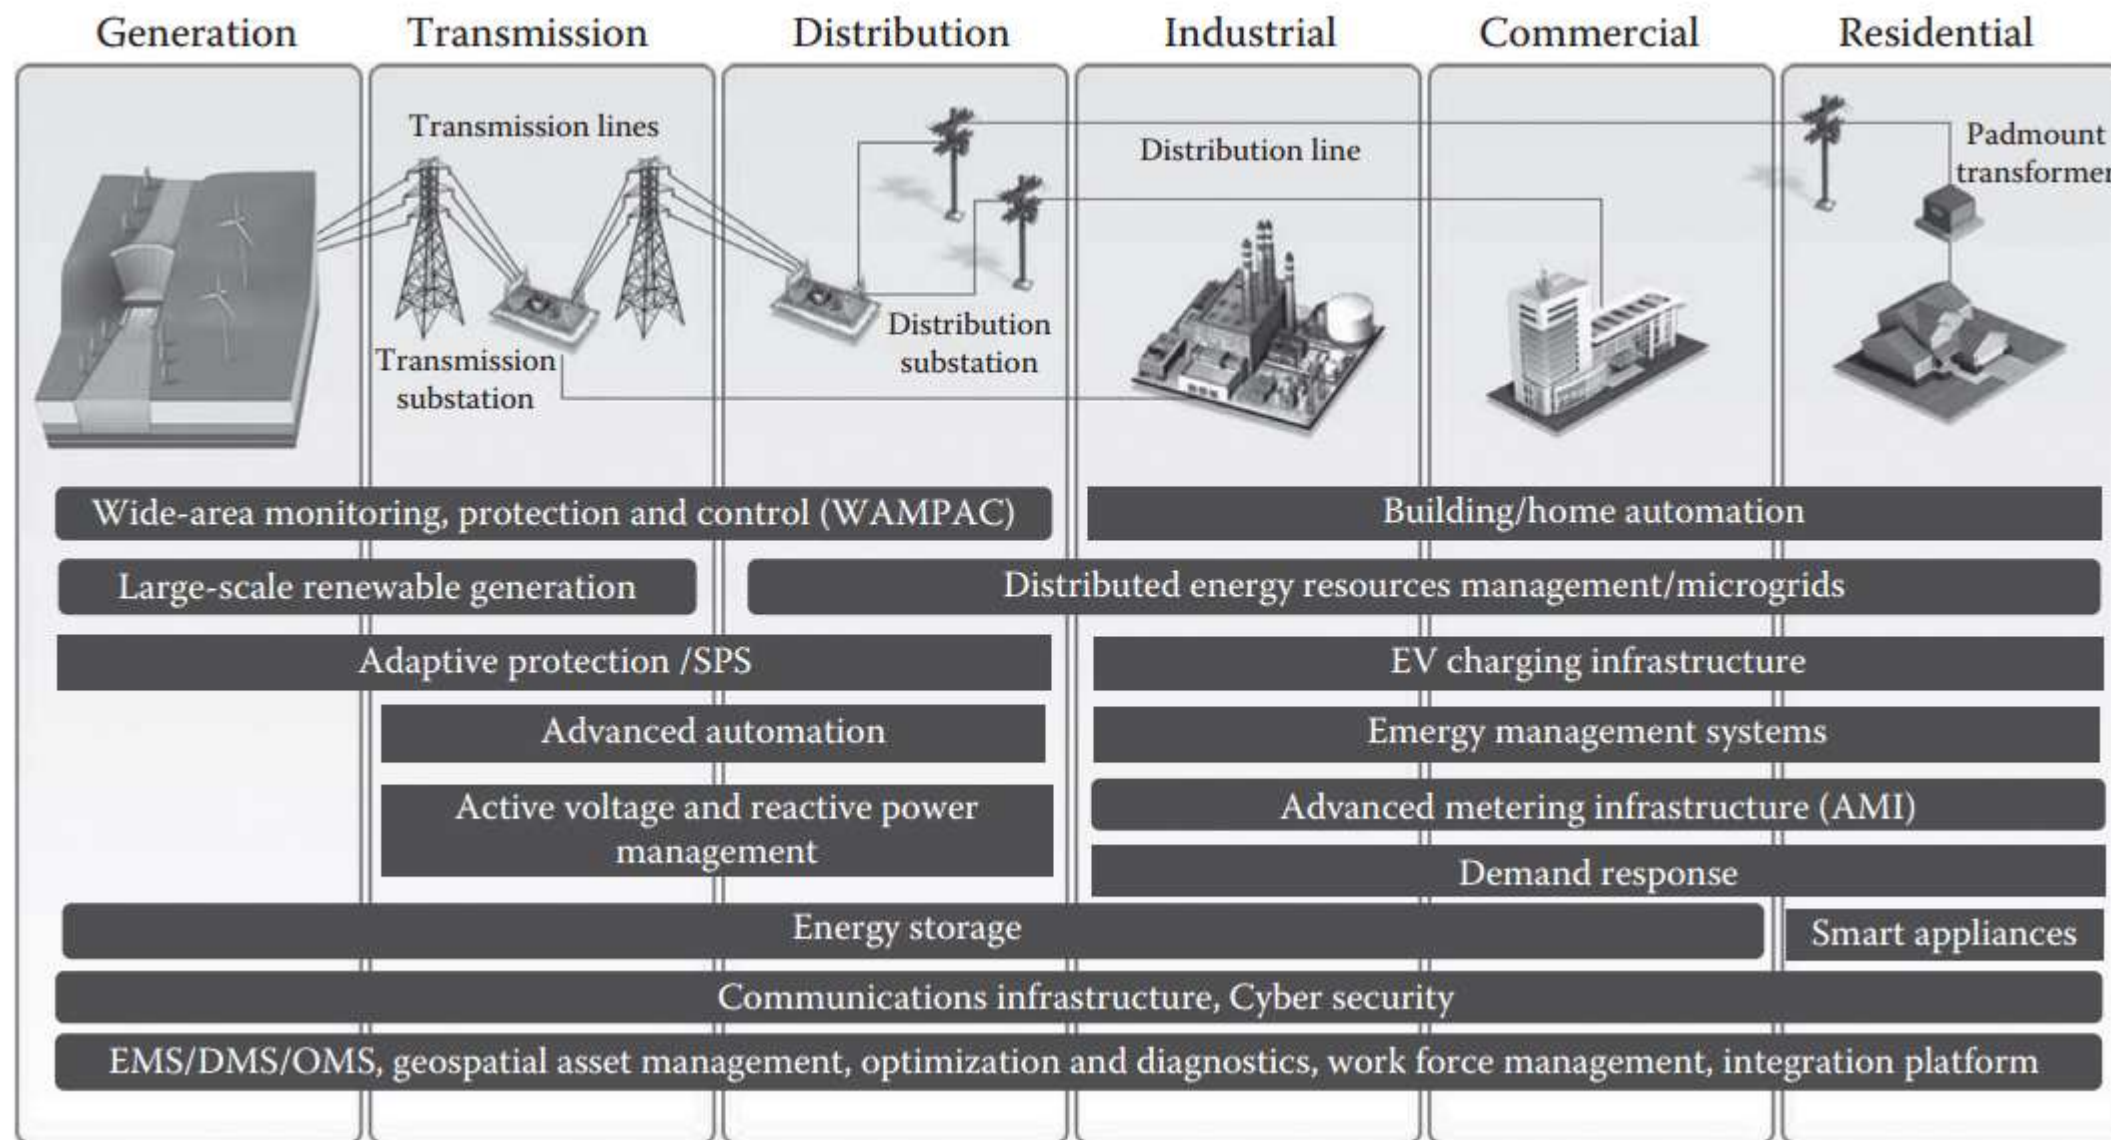 Generation
Transmission
Distribution
Industrial
Commercial
Residential
Transmission lines
Distribution line
Padmount
transformer
Distribution
substation
Transmission
substation
Wide-area monitoring, protection and control (WAMPAC)
Building/home automation
Large-scale renewable generation
Distributed energy resources management/microgrids
Adaptive protection /SPS
EV charging infrastructure
Advanced automation
Emergy management systems
Active voltage and reactive power
management
Advanced metering infrastructure (AMI)
Demand response
Energy storage
Smart appliances
Communications infrastructure, Cyber security
EMS/DMS/OMS, geospatial asset management, optimization and diagnostics, work force management, integration platform